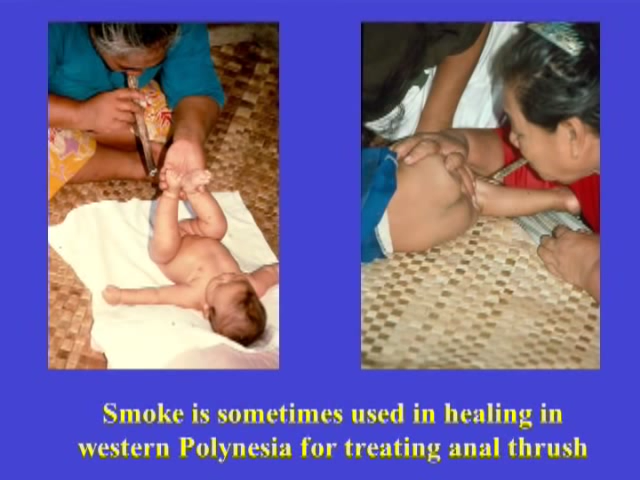 Smoke is sometimes used in healing in
western Polynesia for treating anal thrush